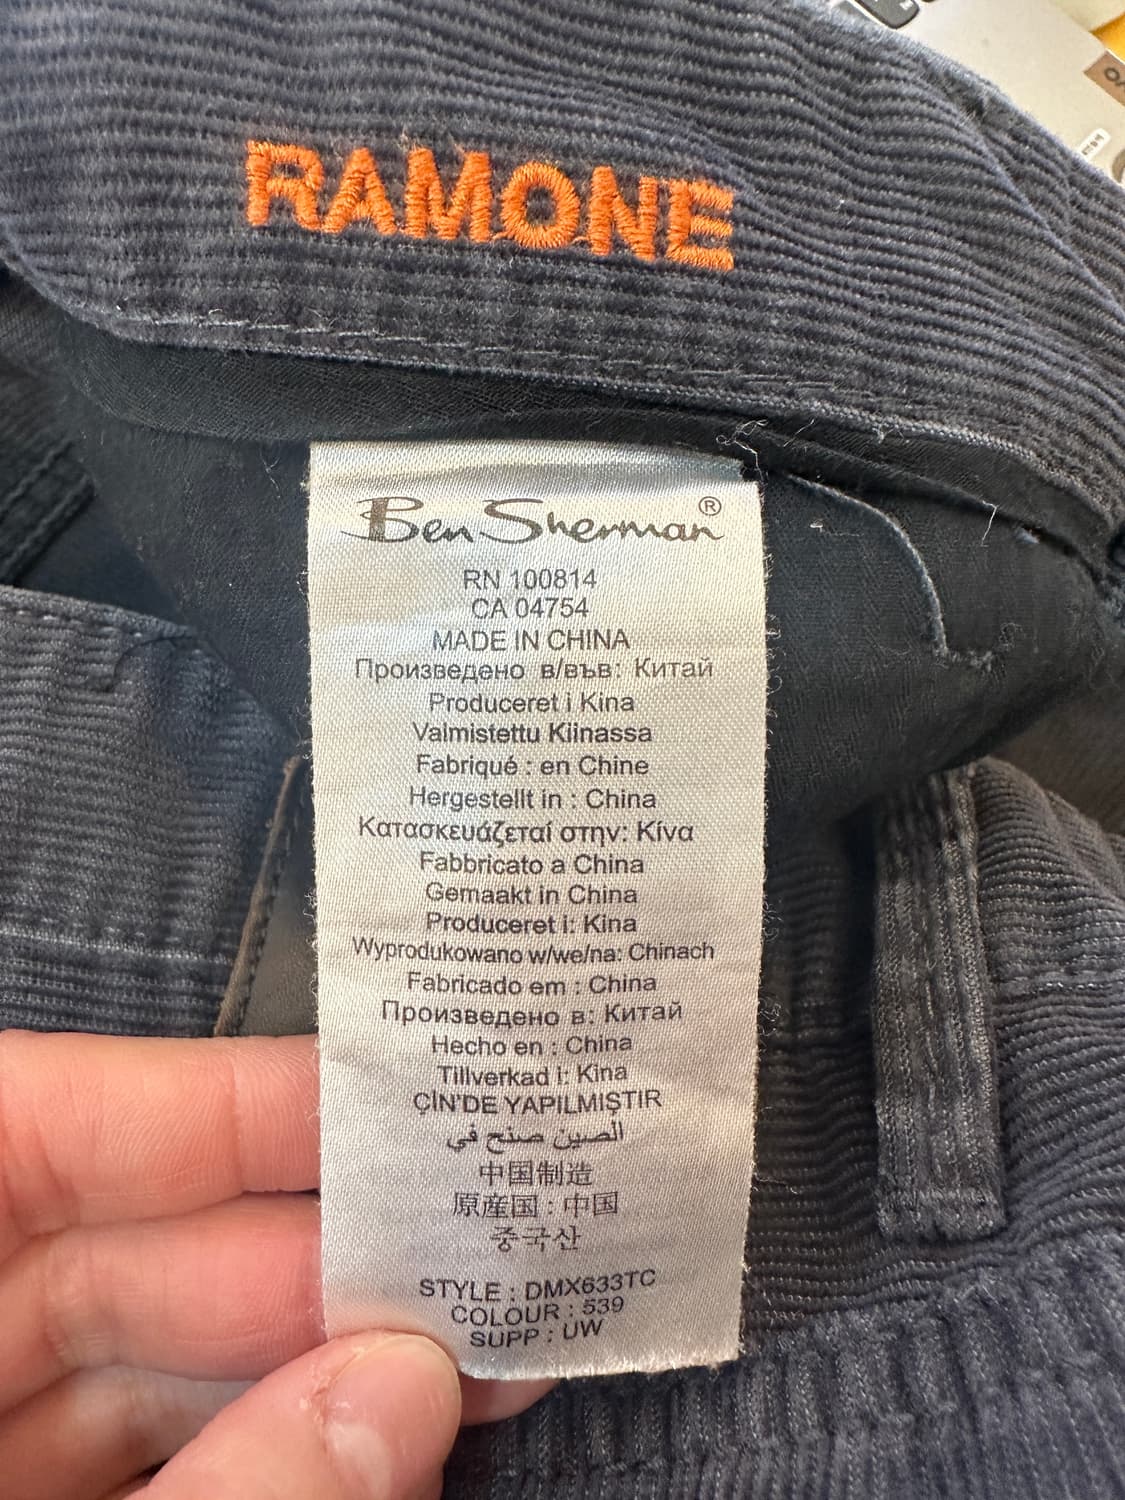 RAMONE
Ben Sherman®
RN 100814
CA 04754
MADE IN CHINA
Произведено в/във: Китай
Produceret i Kina
Valmistettu Kiinassa
Fabriqué : en Chine
Hergestellt in : China
Κατασκευάζεταί στην: Κίνα
Fabbricato a China
Gemaakt in China
Produceret i: Kina
Wyprodukowano w/we/na: Chinach
Fabricado em : China
Произведено в: Китай
Hecho en : China
Tillverkad i: Kina
ÇİN'DE YAPILMIŞTIR
الصين صنع في
中国制造
原産国 : 中国
중국산
STYLE : DMX633TC
COLOUR : 539
SUPP : UW